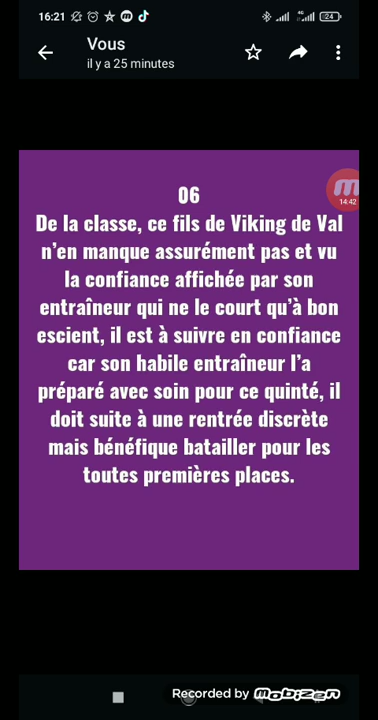 16:21
24
Vous
il y a 25 minutes
14:42
06
De la classe, ce fils de Viking de Val
n'en manque assurément pas et vu
la confiance affichée par son
entraîneur qui ne le court qu'à bon
escient, il est à suivre en confiance
car son habile entraîneur l'a
préparé avec soin pour ce quinté, il
doit suite à une rentrée discrète
mais bénéfique batailler pour les
toutes premières places.
Recorded by Mobizen